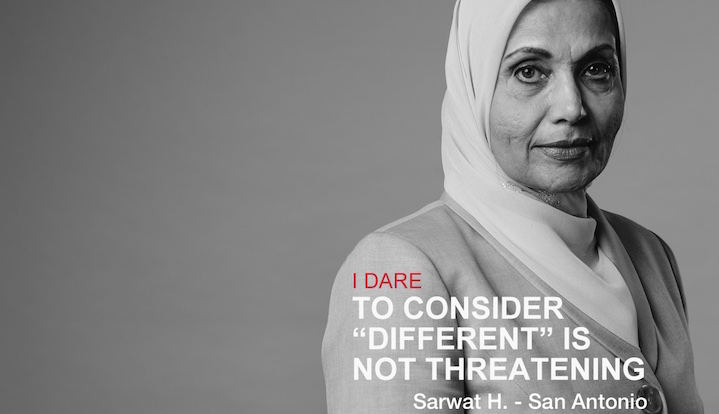 I DARE
TO CONSIDER
“DIFFERENT” IS
NOT THREATENING
Sarwat H. - San Antonio